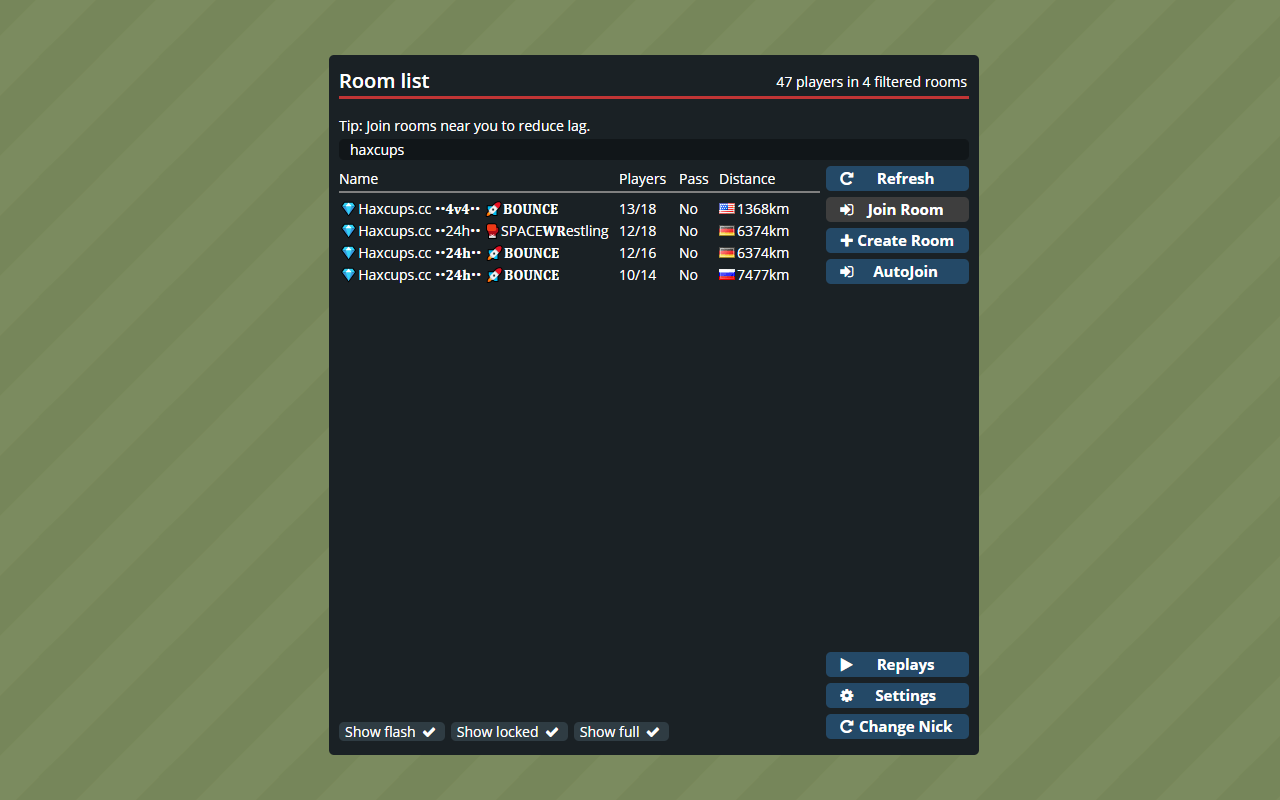 Room list
47 players in 4 filtered rooms
Tip: Join rooms near you to reduce lag.
haxcups
Name Players Pass Distance
💎Haxcups.cc ••𝟰𝘃𝟰•• 🚀𝗕𝗢𝗨𝗡𝗖𝗘 13/18 No 1368km
💎Haxcups.cc ••24h•• 🥊SPACEWRestling 12/18 No 6374km
💎Haxcups.cc ••24h•• 🚀BOUNCE 12/16 No 6374km
💎Haxcups.cc ••24h•• 🚀BOUNCE 10/14 No 7477km
Refresh
Join Room
Create Room
AutoJoin
Replays
Settings
Change Nick
Show flash
Show locked
Show full